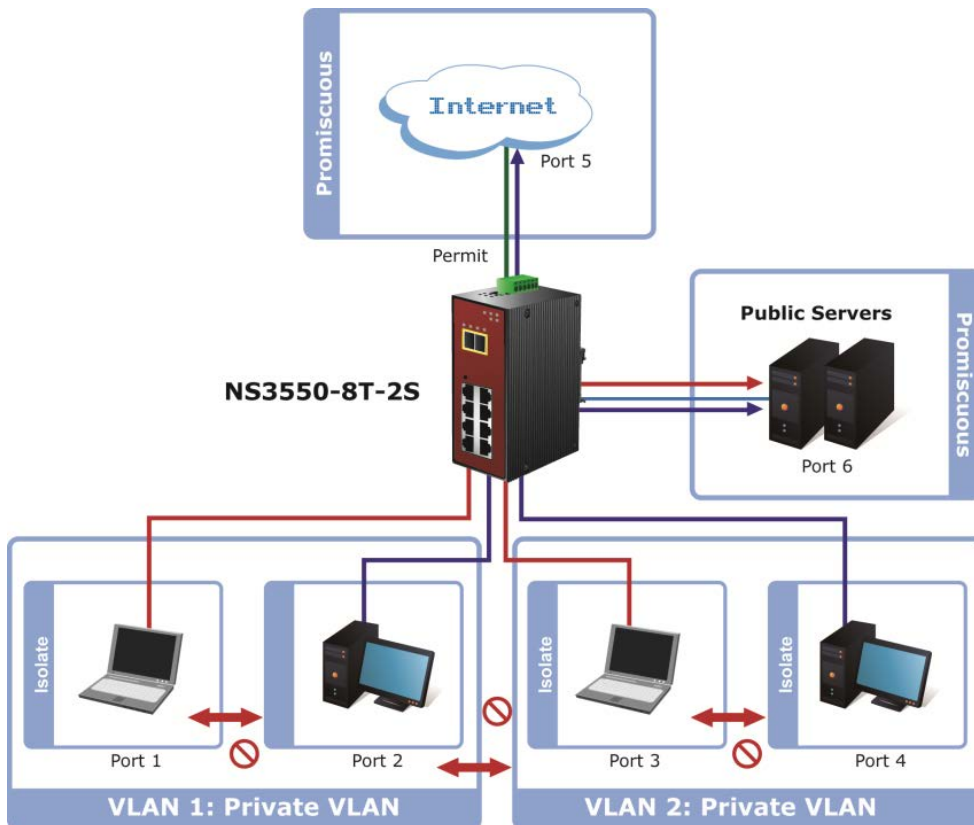 Promiscuous
Internet
Port 5
Permit
NS3550-8T-2S
Public Servers
Port 6
Promiscuous
Isolate
Port 1
Isolate
Port 2
Isolate
Port 3
Isolate
Port 4
VLAN 1: Private VLAN
VLAN 2: Private VLAN